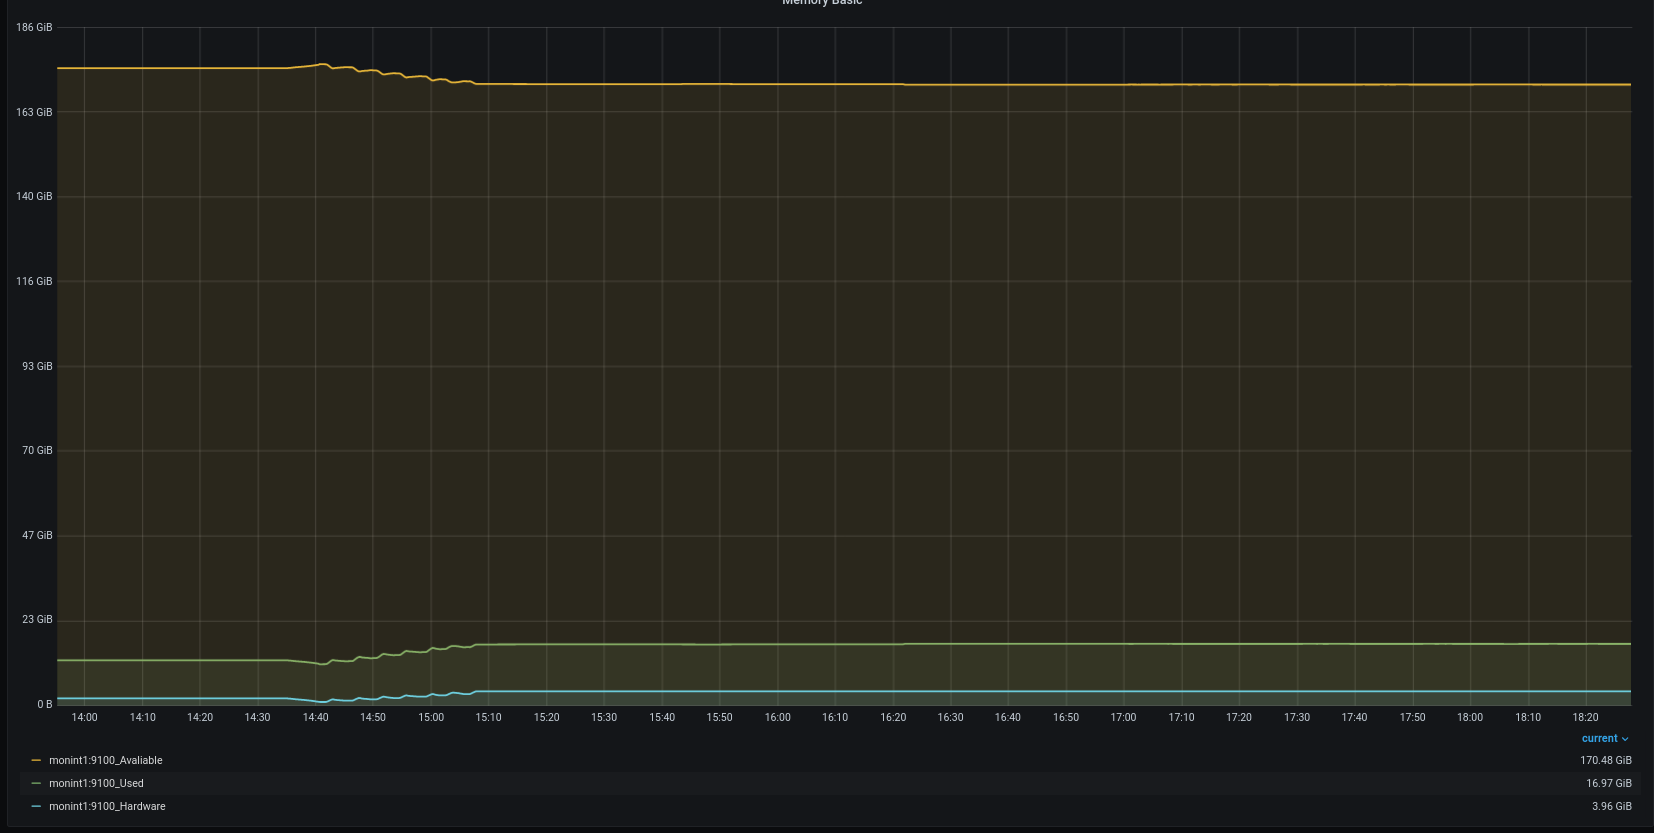 Memory Basic
186 GiB
163 GiB
140 GiB
116 GiB
93 GiB
70 GiB
47 GiB
23 GiB
0 B
14:00 14:10 14:20 14:30 14:40 14:50 15:00 15:10 15:20 15:30 15:40 15:50 16:00 16:10 16:20 16:30 16:40 16:50 17:00 17:10 17:20 17:30 17:40 17:50 18:00 18:10 18:20
current
monint1:9100_Avaliable 170.48 GiB
monint1:9100_Used 16.97 GiB
monint1:9100_Hardware 3.96 GiB